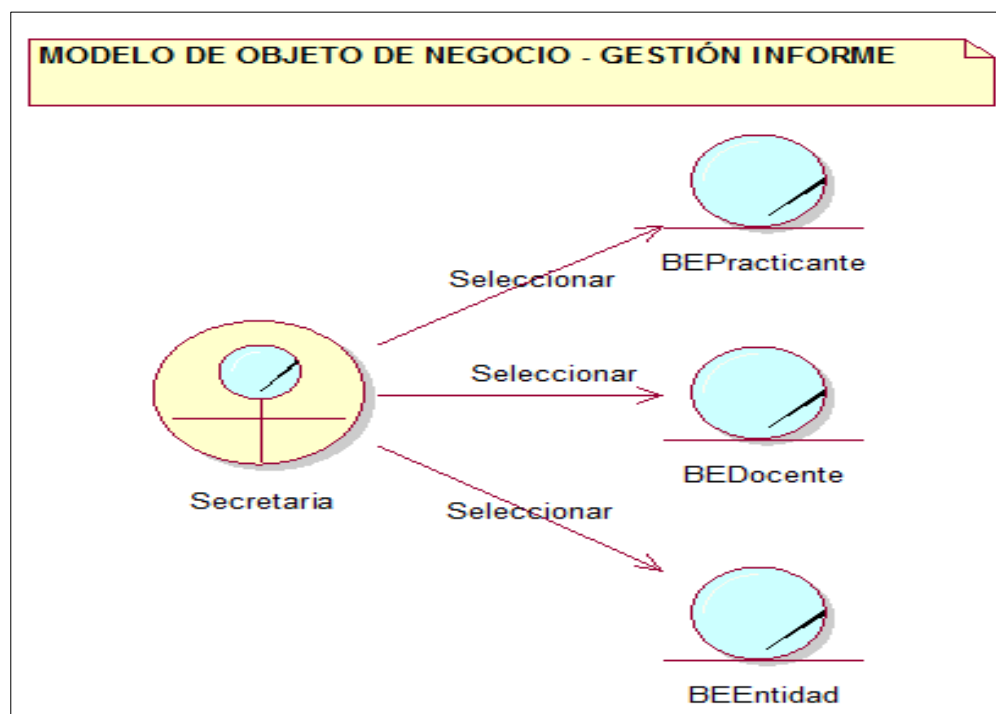 MODELO DE OBJETO DE NEGOCIO - GESTIÓN INFORME
BEPracticante
Seleccionar
Seleccionar
BEDocente
Secretaria
Seleccionar
BEEntidad